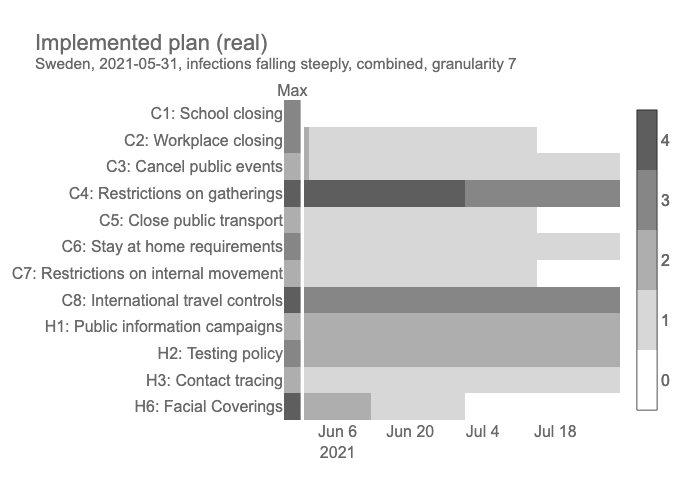 Implemented plan (real)
Sweden, 2021-05-31, infections falling steeply, combined, granularity 7
Max
C1: School closing
C2: Workplace closing
C3: Cancel public events
C4: Restrictions on gatherings
C5: Close public transport
C6: Stay at home requirements
C7: Restrictions on internal movement
C8: International travel controls
H1: Public information campaigns
H2: Testing policy
H3: Contact tracing
H6: Facial Coverings
Jun 6 Jun 20 Jul 4 Jul 18
2021
4
3
2
1
0